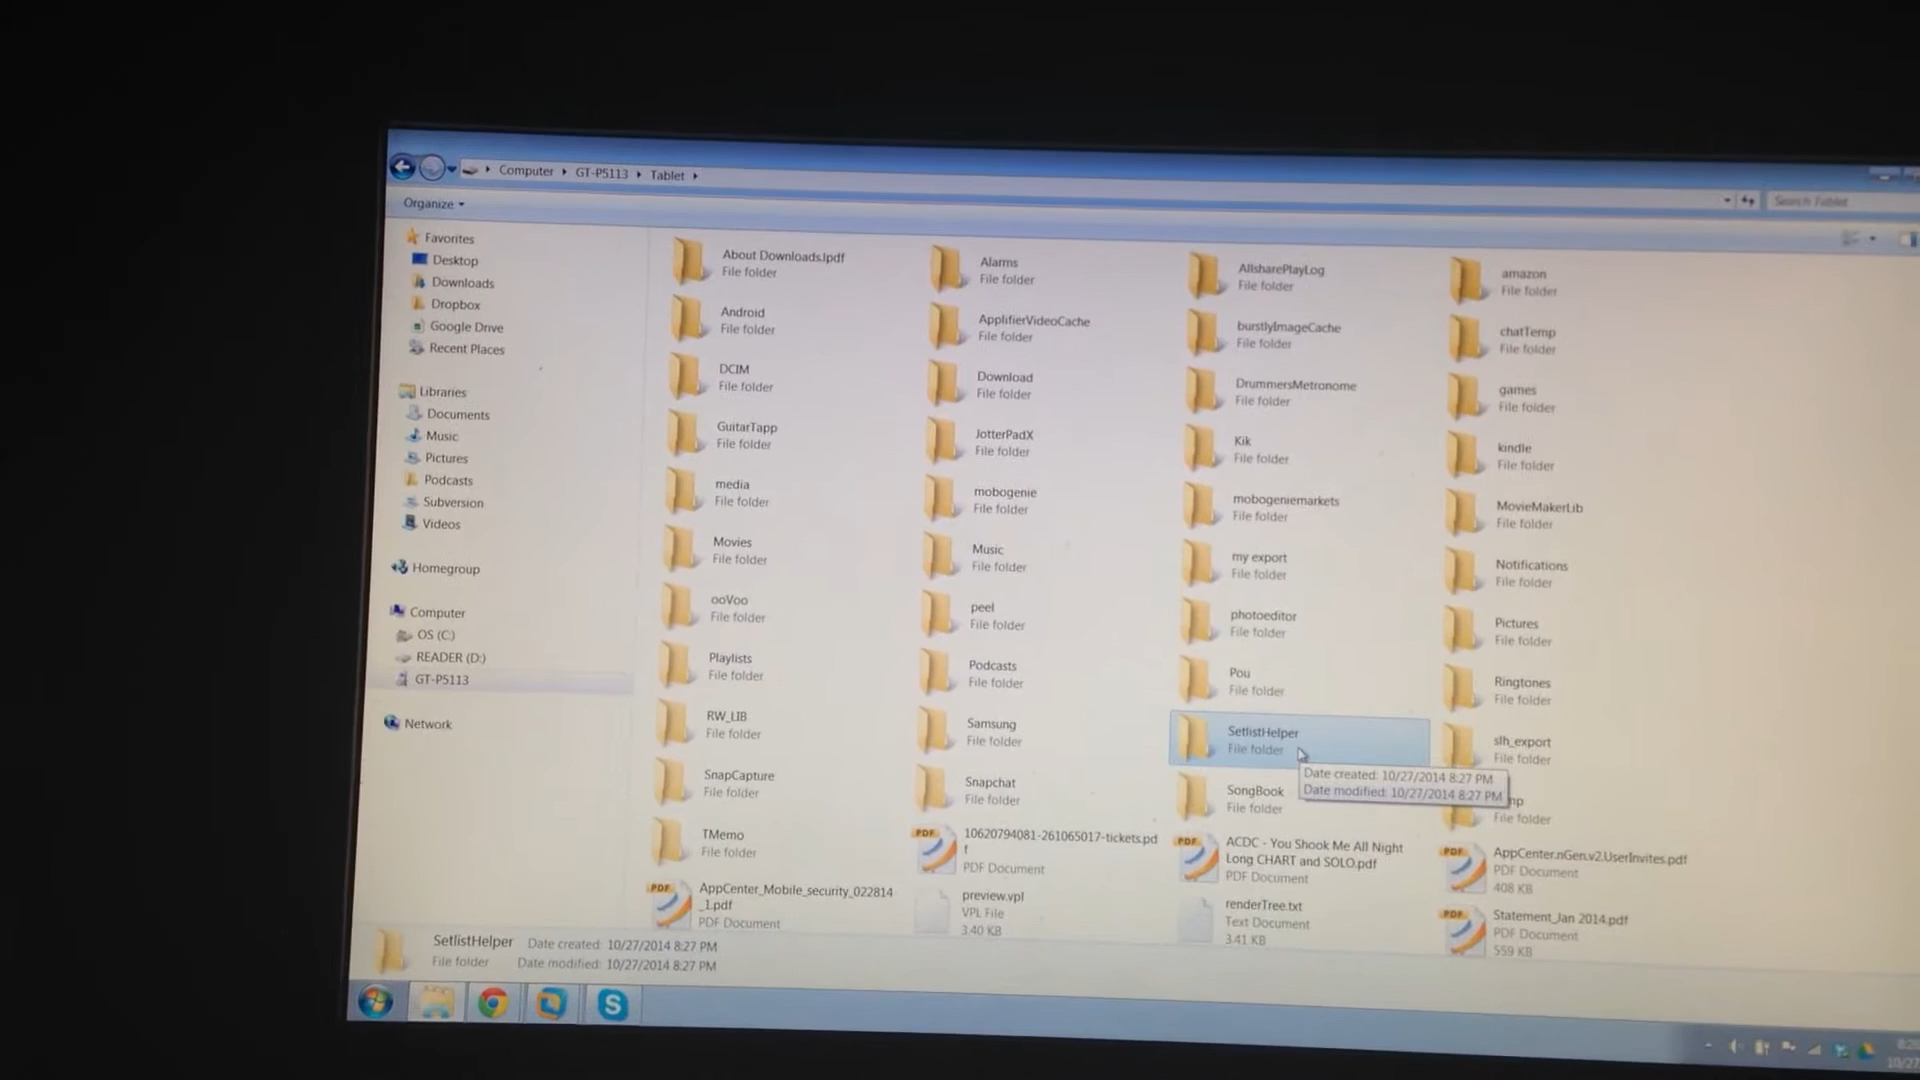 Computer ▸ GT-P5113 ▸ Tablet ▸
Search Tablet
Organize
Favorites
Desktop
Downloads
Dropbox
Google Drive
Recent Places
Libraries
Documents
Music
Pictures
Podcasts
Subversion
Videos
Homegroup
Computer
OS (C:)
READER (D:)
GT-P5113
Network
About Downloads.lpdf
File folder
Alarms
File folder
AllsharePlayLog
File folder
amazon
File folder
Android
File folder
ApplifierVideoCache
File folder
burstlyImageCache
File folder
chatTemp
File folder
DCIM
File folder
Download
File folder
DrummersMetronome
File folder
games
File folder
GuitarTapp
File folder
JotterPadX
File folder
Kik
File folder
kindle
File folder
media
File folder
mobogenie
File folder
mobogeniemarkets
File folder
MovieMakerLib
File folder
Movies
File folder
Music
File folder
my export
File folder
Notifications
File folder
ooVoo
File folder
peel
File folder
photoeditor
File folder
Pictures
File folder
Playlists
File folder
Podcasts
File folder
Pou
File folder
Ringtones
File folder
RW_LIB
File folder
Samsung
File folder
SetlistHelper
File folder
slh_export
File folder
Date created: 10/27/2014 8:27 PM
Date modified: 10/27/2014 8:27 PM
SnapCapture
File folder
Snapchat
File folder
SongBook
File folder
File folder
TMemo
File folder
10620794081-261065017-tickets.pd
f
PDF Document
ACDC - You Shook Me All Night
Long CHART and SOLO.pdf
PDF Document
AppCenter.nGen.v2.UserInvites.pdf
PDF Document
408 KB
AppCenter_Mobile_security_022814
_1.pdf
PDF Document
preview.vpl
VPL File
3.40 KB
renderTree.txt
Text Document
3.41 KB
Statement_Jan 2014.pdf
PDF Document
559 KB
PDF
PDF
PDF
PDF
PDF
SetlistHelper Date created: 10/27/2014 8:27 PM
File folder Date modified: 10/27/2014 8:27 PM